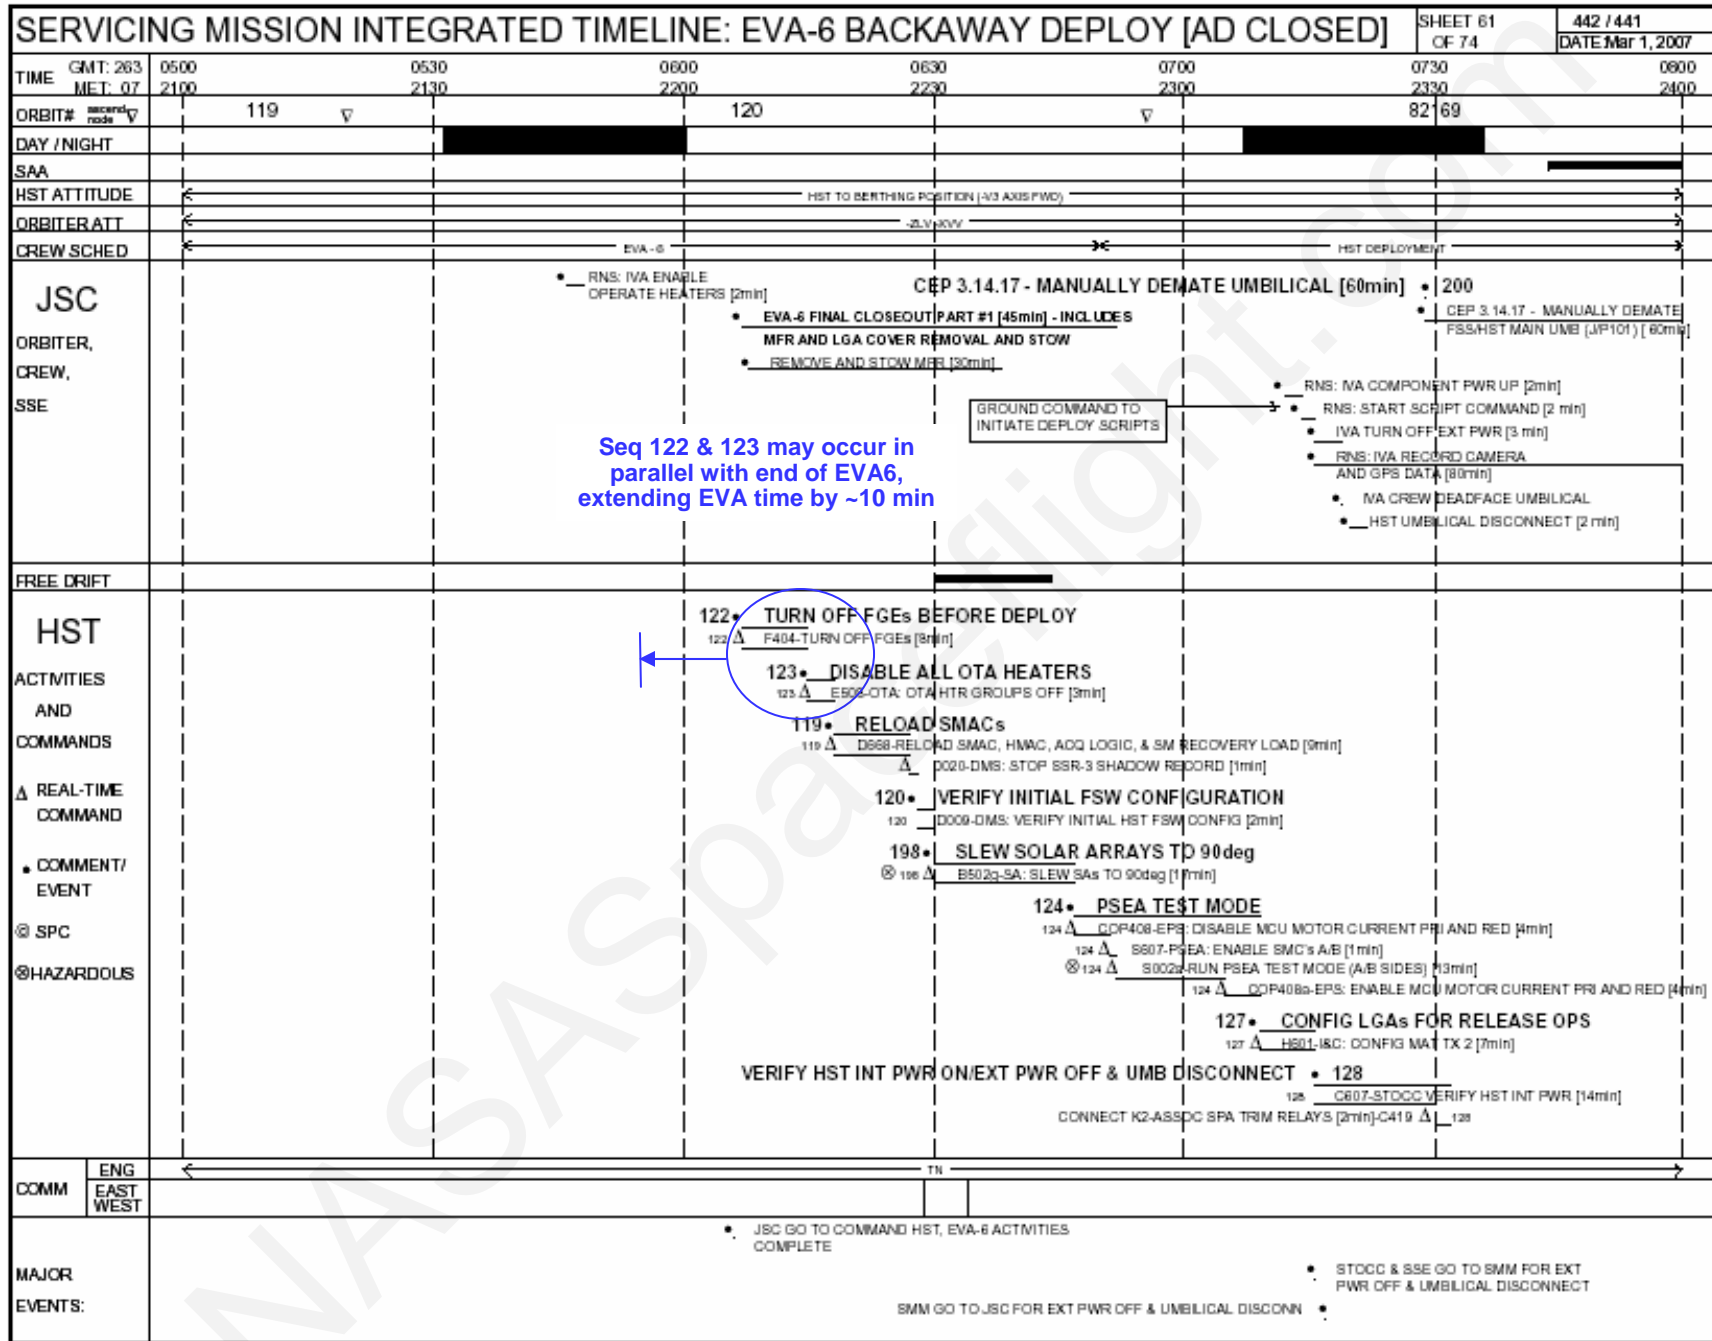 SERVICING MISSION INTEGRATED TIMELINE: EVA-6 BACKAWAY DEPLOY [AD CLOSED]
SHEET 61
OF 74
442 / 441
DATE:Mar 1, 2007
TIME GMT: 263 0500 0530 0600 0630 0700 0730 0800
MET: 07 2100 2130 2200 2230 2300 2330 2400
ORBIT# ascend node ∇ 119 ∇ 120 ∇ 82169
DAY / NIGHT
SAA
HST ATTITUDE HST TO BERTHING POSITION (-V3 AXIS FWD)
ORBITER ATT -ZLV -XVV
CREW SCHED EVA - 6 HST DEPLOYMENT
JSC
ORBITER,
CREW,
SSE
• RNS: IVA ENABLE
OPERATE HEATERS [2min]
CEP 3.14.17 - MANUALLY DEMATE UMBILICAL [60min] • 200
• CEP 3.14.17 - MANUALLY DEMATE
FSS/HST MAIN UMB (J/P101) [ 60min]
• EVA-6 FINAL CLOSEOUT PART #1 [45min] - INCLUDES
MFR AND LGA COVER REMOVAL AND STOW
• REMOVE AND STOW MFR [30min]
• RNS: IVA COMPONENT PWR UP [2min]
GROUND COMMAND TO
INITIATE DEPLOY SCRIPTS
• RNS: START SCRIPT COMMAND [2 min]
• IVA TURN OFF EXT PWR [3 min]
• RNS: IVA RECORD CAMERA
AND GPS DATA [80min]
• IVA CREW DEADFACE UMBILICAL
• HST UMBILICAL DISCONNECT [2 min]
Seq 122 & 123 may occur in
parallel with end of EVA6,
extending EVA time by ~10 min
FREE DRIFT
HST
ACTIVITIES
AND
COMMANDS
Δ REAL-TIME
COMMAND
• COMMENT/
EVENT
@ SPC
⊗HAZARDOUS
122• TURN OFF FGEs BEFORE DEPLOY
122 Δ F404-TURN OFF FGEs [8min]
123• DISABLE ALL OTA HEATERS
123 Δ E506-OTA: OTA HTR GROUPS OFF [3min]
119• RELOAD SMACs
119 Δ D668-RELOAD SMAC, HMAC, ACQ LOGIC, & SM RECOVERY LOAD [9min]
Δ D020-DMS: STOP SSR-3 SHADOW RECORD [1min]
120• VERIFY INITIAL FSW CONFIGURATION
120 D009-DMS: VERIFY INITIAL HST FSW CONFIG [2min]
198• SLEW SOLAR ARRAYS TO 90deg
⊗ 198 Δ B502q-SA: SLEW SAs TO 90deg [17min]
124• PSEA TEST MODE
124 Δ COP408-EPS: DISABLE MCU MOTOR CURRENT PRI AND RED [4min]
124 Δ S607-PSEA: ENABLE SMC's A/B [1min]
⊗ 124 Δ S002a-RUN PSEA TEST MODE (A/B SIDES) [13min]
124 Δ COP408a-EPS: ENABLE MCU MOTOR CURRENT PRI AND RED [4min]
127• CONFIG LGAs FOR RELEASE OPS
127 Δ H601-I&C: CONFIG MAT TX 2 [7min]
VERIFY HST INT PWR ON/EXT PWR OFF & UMB DISCONNECT • 128
128 C607-STOCC VERIFY HST INT PWR [14min]
CONNECT K2-ASSOC SPA TRIM RELAYS [2min]-C419 Δ 128
COMM ENG TN
EAST
WEST
MAJOR
EVENTS:
• JSC GO TO COMMAND HST, EVA-6 ACTIVITIES
COMPLETE
• STOCC & SSE GO TO SMM FOR EXT
PWR OFF & UMBILICAL DISCONNECT
SMM GO TO JSC FOR EXT PWR OFF & UMBILICAL DISCONN •
NASASpaceflight.com